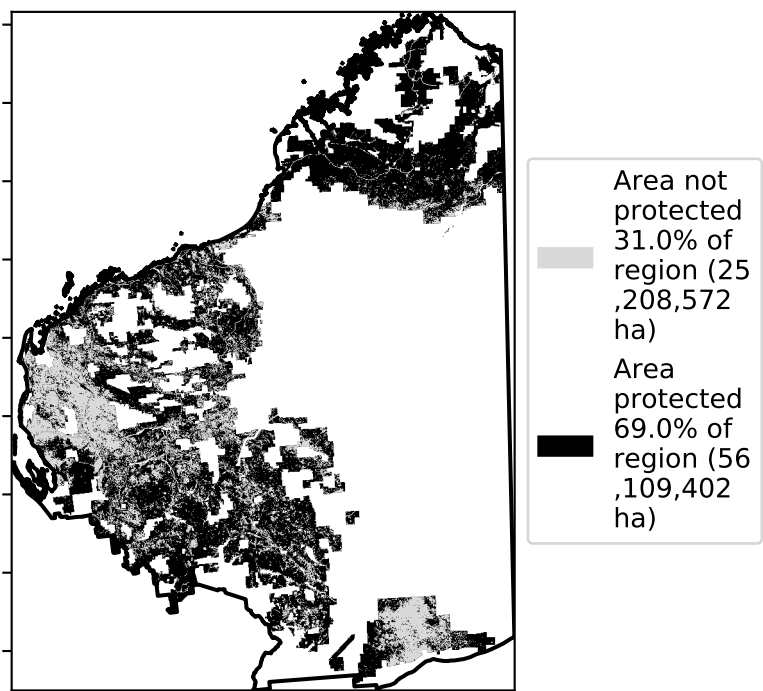 Area not
protected
31.0% of
region (25
,208,572
ha)
Area
protected
69.0% of
region (56
,109,402
ha)